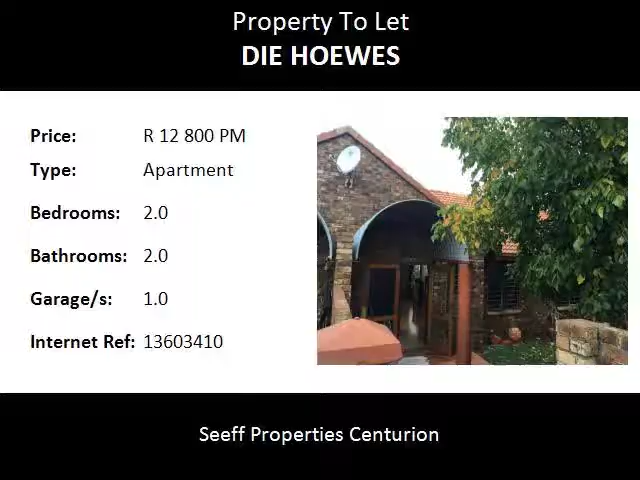 Property To Let
DIE HOEWES
Price: R 12 800 PM
Type: Apartment
Bedrooms: 2.0
Bathrooms: 2.0
Garage/s: 1.0
Internet Ref: 13603410
Seeff Properties Centurion